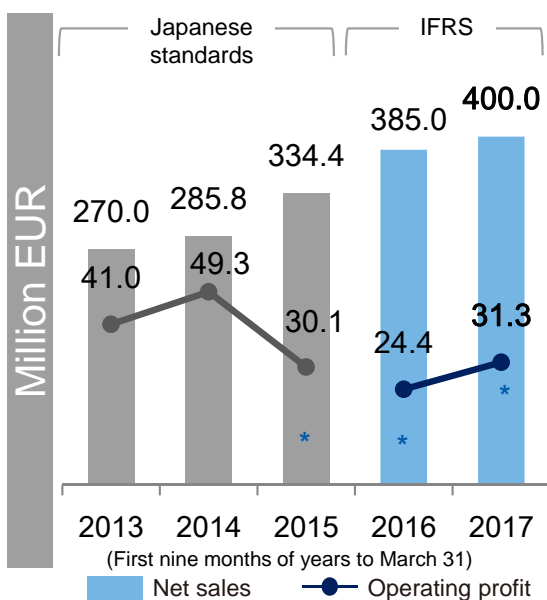 Japanese
standards
IFRS
400.0
385.0
334.4
285.8
270.0
49.3
41.0
30.1
31.3
24.4
*
*
*
Million EUR
2013 2014 2015 2016 2017
(First nine months of years to March 31)
Net sales Operating profit